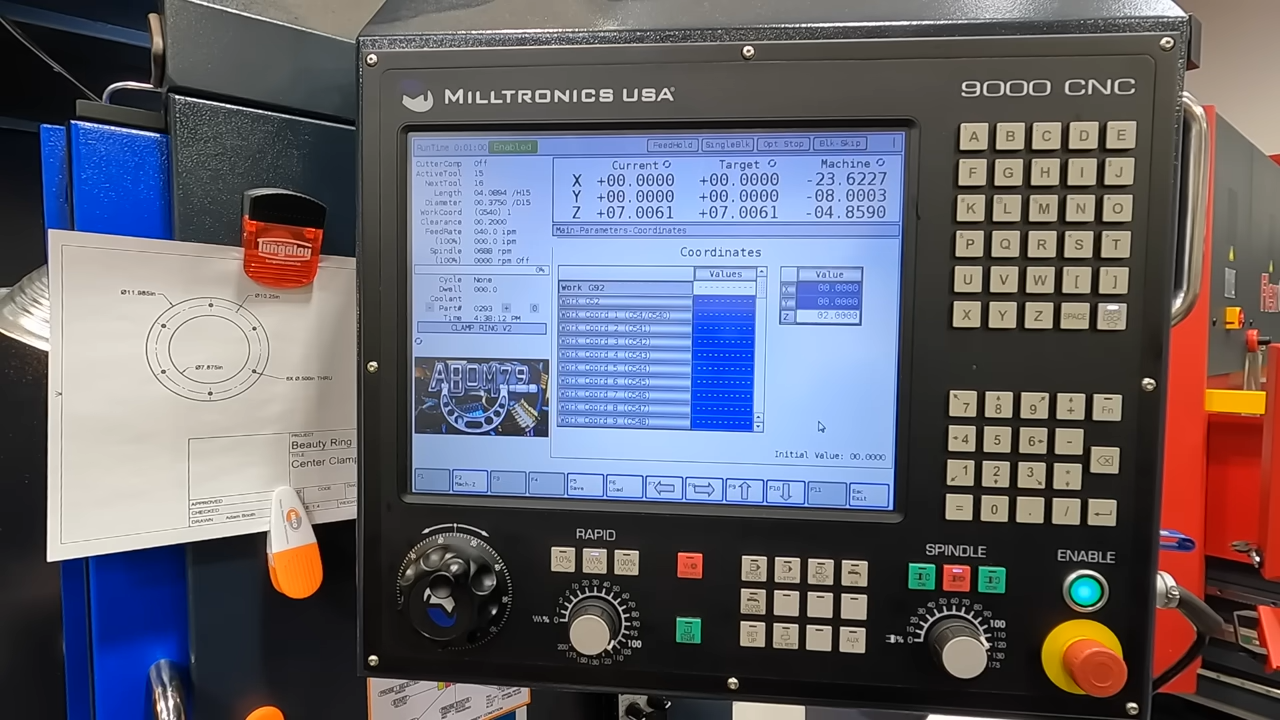 MILLTRONICS USA
9000 CNC
RunTime 0:01:00 Enabled
FeedHold SingleBlk Opt Stop Blk-Skip
CutterComp Off
ActiveTool 15
NextTool 16
Length 04.0894 /H15
Diameter 00.3750 /D15
WorkCoord (G540) 1
Clearance 00.2000
FeedRate 040.0 ipm
(100%) 000.0 ipm
Spindle 0688 rpm
(100%) 0000 rpm Off
0%
Cycle None
Dwell 000.0
Coolant
- Part# 0293 + 0
Time 4:38:12 PM
CLAMP RING V2
ABOM79
Current Target Machine
X +00.0000 +00.0000 -23.6227
Y +00.0000 +00.0000 -08.0003
Z +07.0061 +07.0061 -04.8590
Main-Parameters-Coordinates
Coordinates
Values
Work G92
Work G52
Work Coord 1 (G54/G540)
Work Coord 2 (G541)
Work Coord 3 (G542)
Work Coord 4 (G543)
Work Coord 5 (G544)
Work Coord 6 (G545)
Work Coord 7 (G546)
Work Coord 8 (G547)
Work Coord 9 (G548)
Value
X 00.0000
Y 00.0000
Z 02.0000
Initial Value: 00.0000
F1
F2 Mach-Z
F3
F4
F5 Save
F6 Load
F7
F8
F9
F10
F11
Esc Exit
A B C D E
F G H I J
K L M N O
P Q R S T
U V W [ ]
X Y Z SPACE
7 8 9 + Fn
4 5 6 -
1 2 3 *
= 0 . /
RAPID
10% 100%
SPINDLE
ENABLE
SET UP
AUX 1
Tungaloy
Ø11.985in
Ø10.25in
Ø7.875in
6X Ø.500in THRU
PROJECT
Beauty Ring
TITLE
Center Clamp
APPROVED
CHECKED
DRAWN Adam Booth
CODE